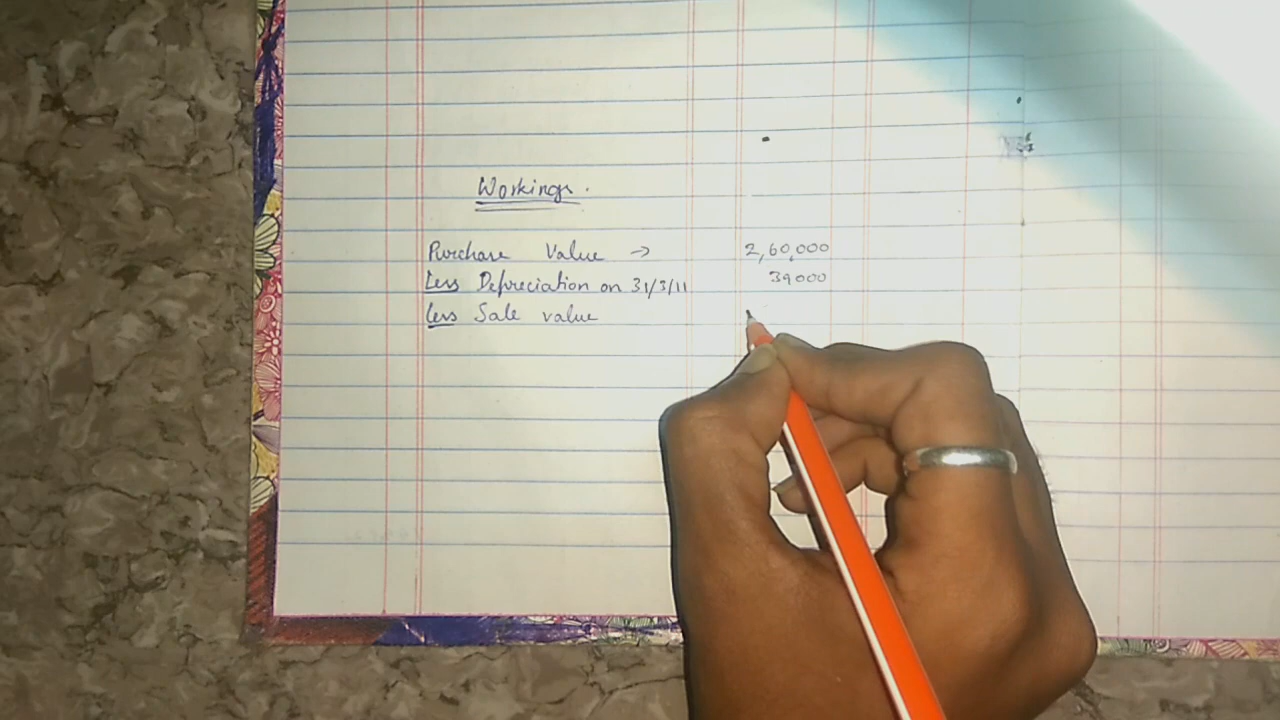 Workings.
Purchase Value → 2,60,000
Less Depreciation on 31/3/11 39000
Less Sale value